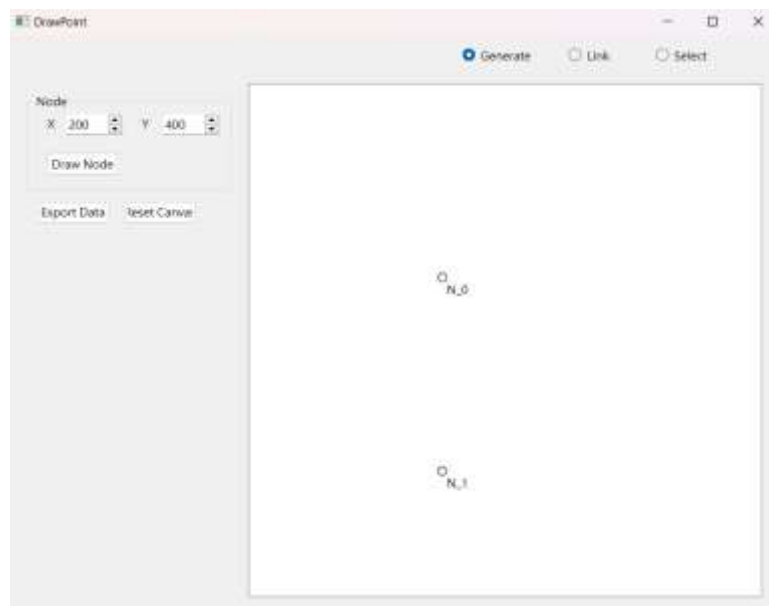 DrawPoint
Generate Link Select
Node
X 200 Y 400
Draw Node
Export Data Reset Canvas
N_0
N_1